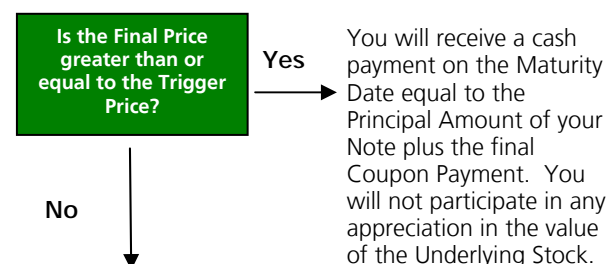 Is the Final Price
greater than or
equal to the Trigger
Price?
Yes
You will receive a cash
payment on the Maturity
Date equal to the
Principal Amount of your
Note plus the final
Coupon Payment.  You
will not participate in any
appreciation in the value
of the Underlying Stock.
No